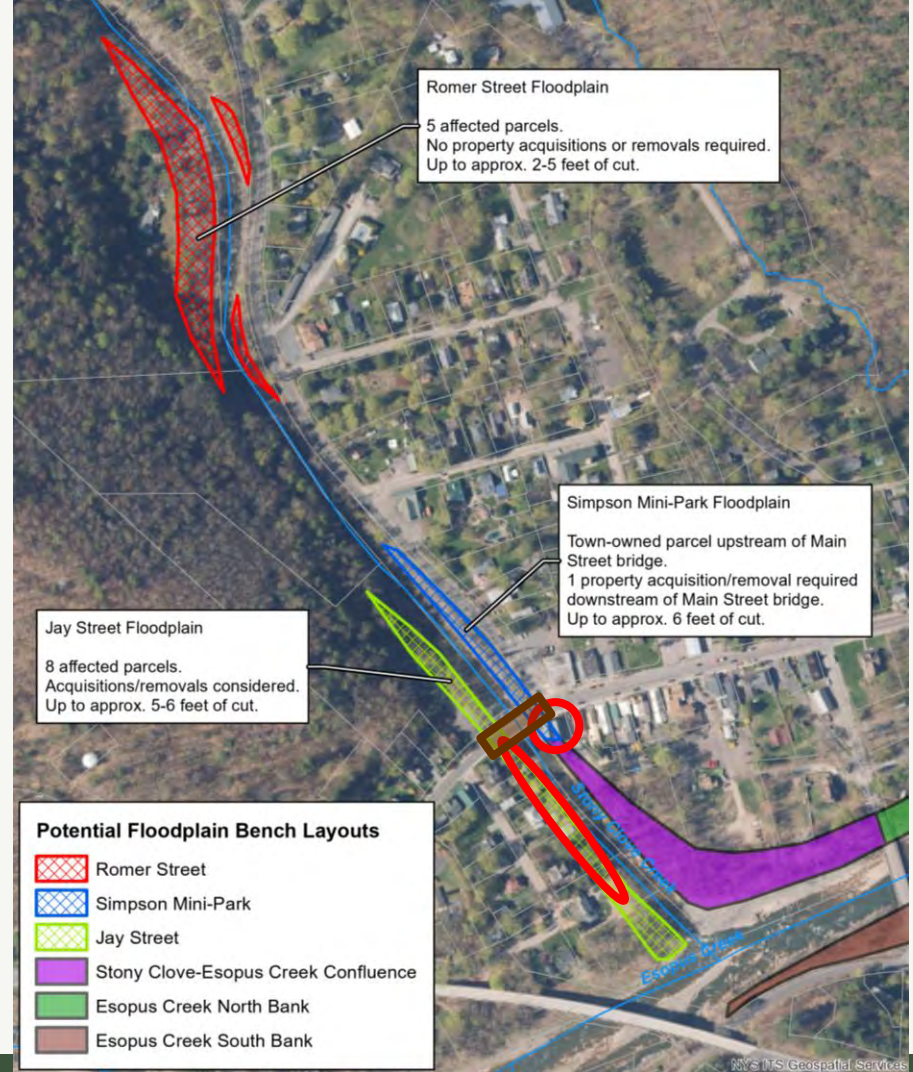 Romer Street Floodplain
5 affected parcels.
No property acquisitions or removals required.
Up to approx. 2-5 feet of cut.
Simpson Mini-Park Floodplain
Town-owned parcel upstream of Main
Street bridge.
1 property acquisition/removal required
downstream of Main Street bridge.
Up to approx. 6 feet of cut.
Jay Street Floodplain
8 affected parcels.
Acquisitions/removals considered.
Up to approx. 5-6 feet of cut.
Stony Clove Creek
Esopus Creek
Potential Floodplain Bench Layouts
Romer Street
Simpson Mini-Park
Jay Street
Stony Clove-Esopus Creek Confluence
Esopus Creek North Bank
Esopus Creek South Bank
NYS ITS Geospatial Services